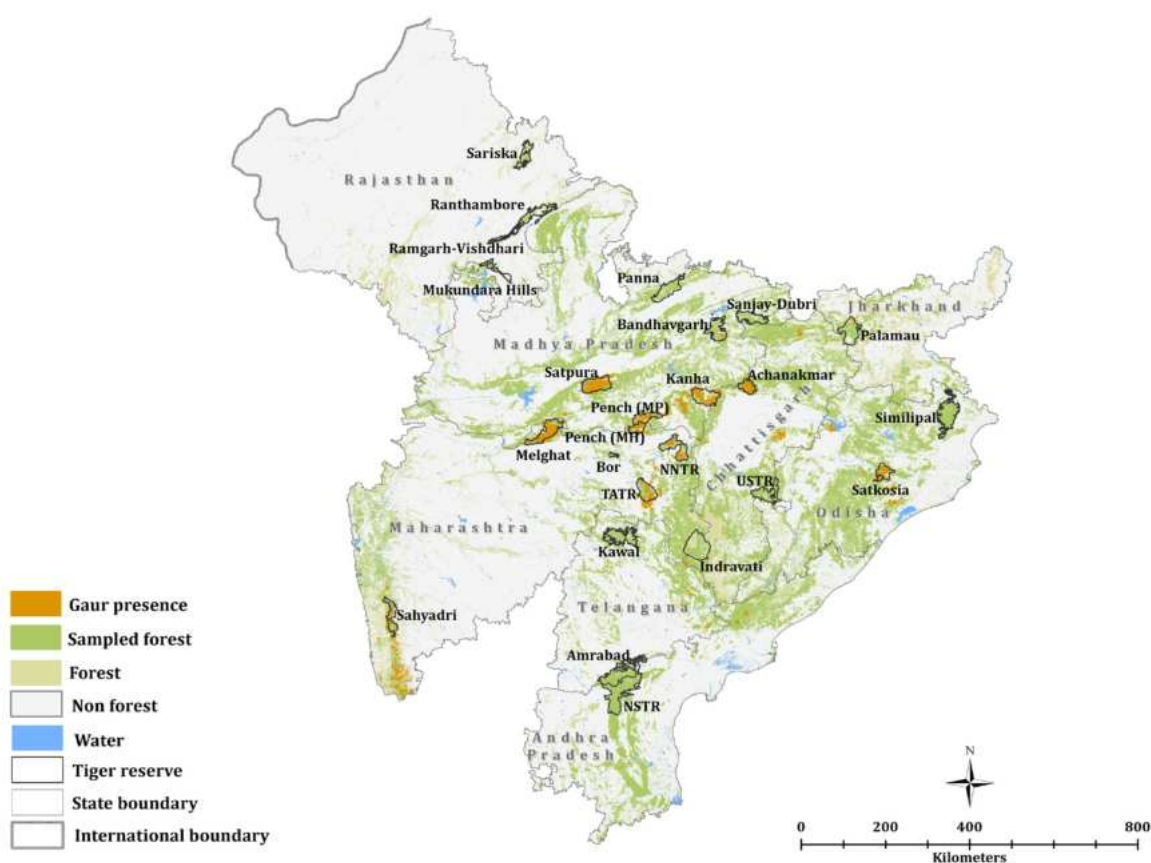 Sariska
Rajasthan
Ranthambore
Ramgarh-Vishdhari
Mukundara Hills
Panna
Sanjay-Dubri
Jharkhand
Bandhavgarh
Palamau
Madhya Pradesh
Satpura
Kanha
Achanakmar
Pench (MP)
Similipal
Pench (MH)
Melghat
Chhattisgarh
Bor
NNTR
USTR
Satkosia
TATR
Odisha
Maharashtra
Kawal
Indravati
Telangana
Sahyadri
Amrabad
NSTR
Andhra
Pradesh
Gaur presence
Sampled forest
Forest
Non forest
Water
Tiger reserve
State boundary
International boundary
N
0 200 400 800
Kilometers